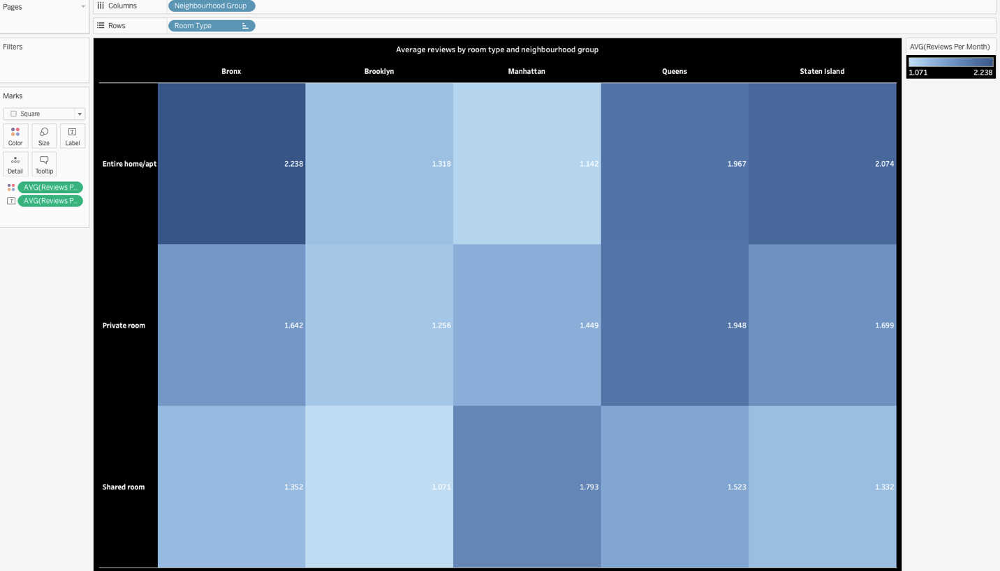 Pages
Columns Neighbourhood Group
Rows Room Type
Filters
Marks
Square
Color Size Label
Detail Tooltip
AVG(Reviews P..
AVG(Reviews P..
Average reviews by room type and neighbourhood group
Bronx Brooklyn Manhattan Queens Staten Island
Entire home/apt 2.238 1.318 1.142 1.967 2.074
Private room 1.642 1.256 1.449 1.948 1.699
Shared room 1.352 1.071 1.793 1.523 1.332
AVG(Reviews Per Month)
1.071 2.238